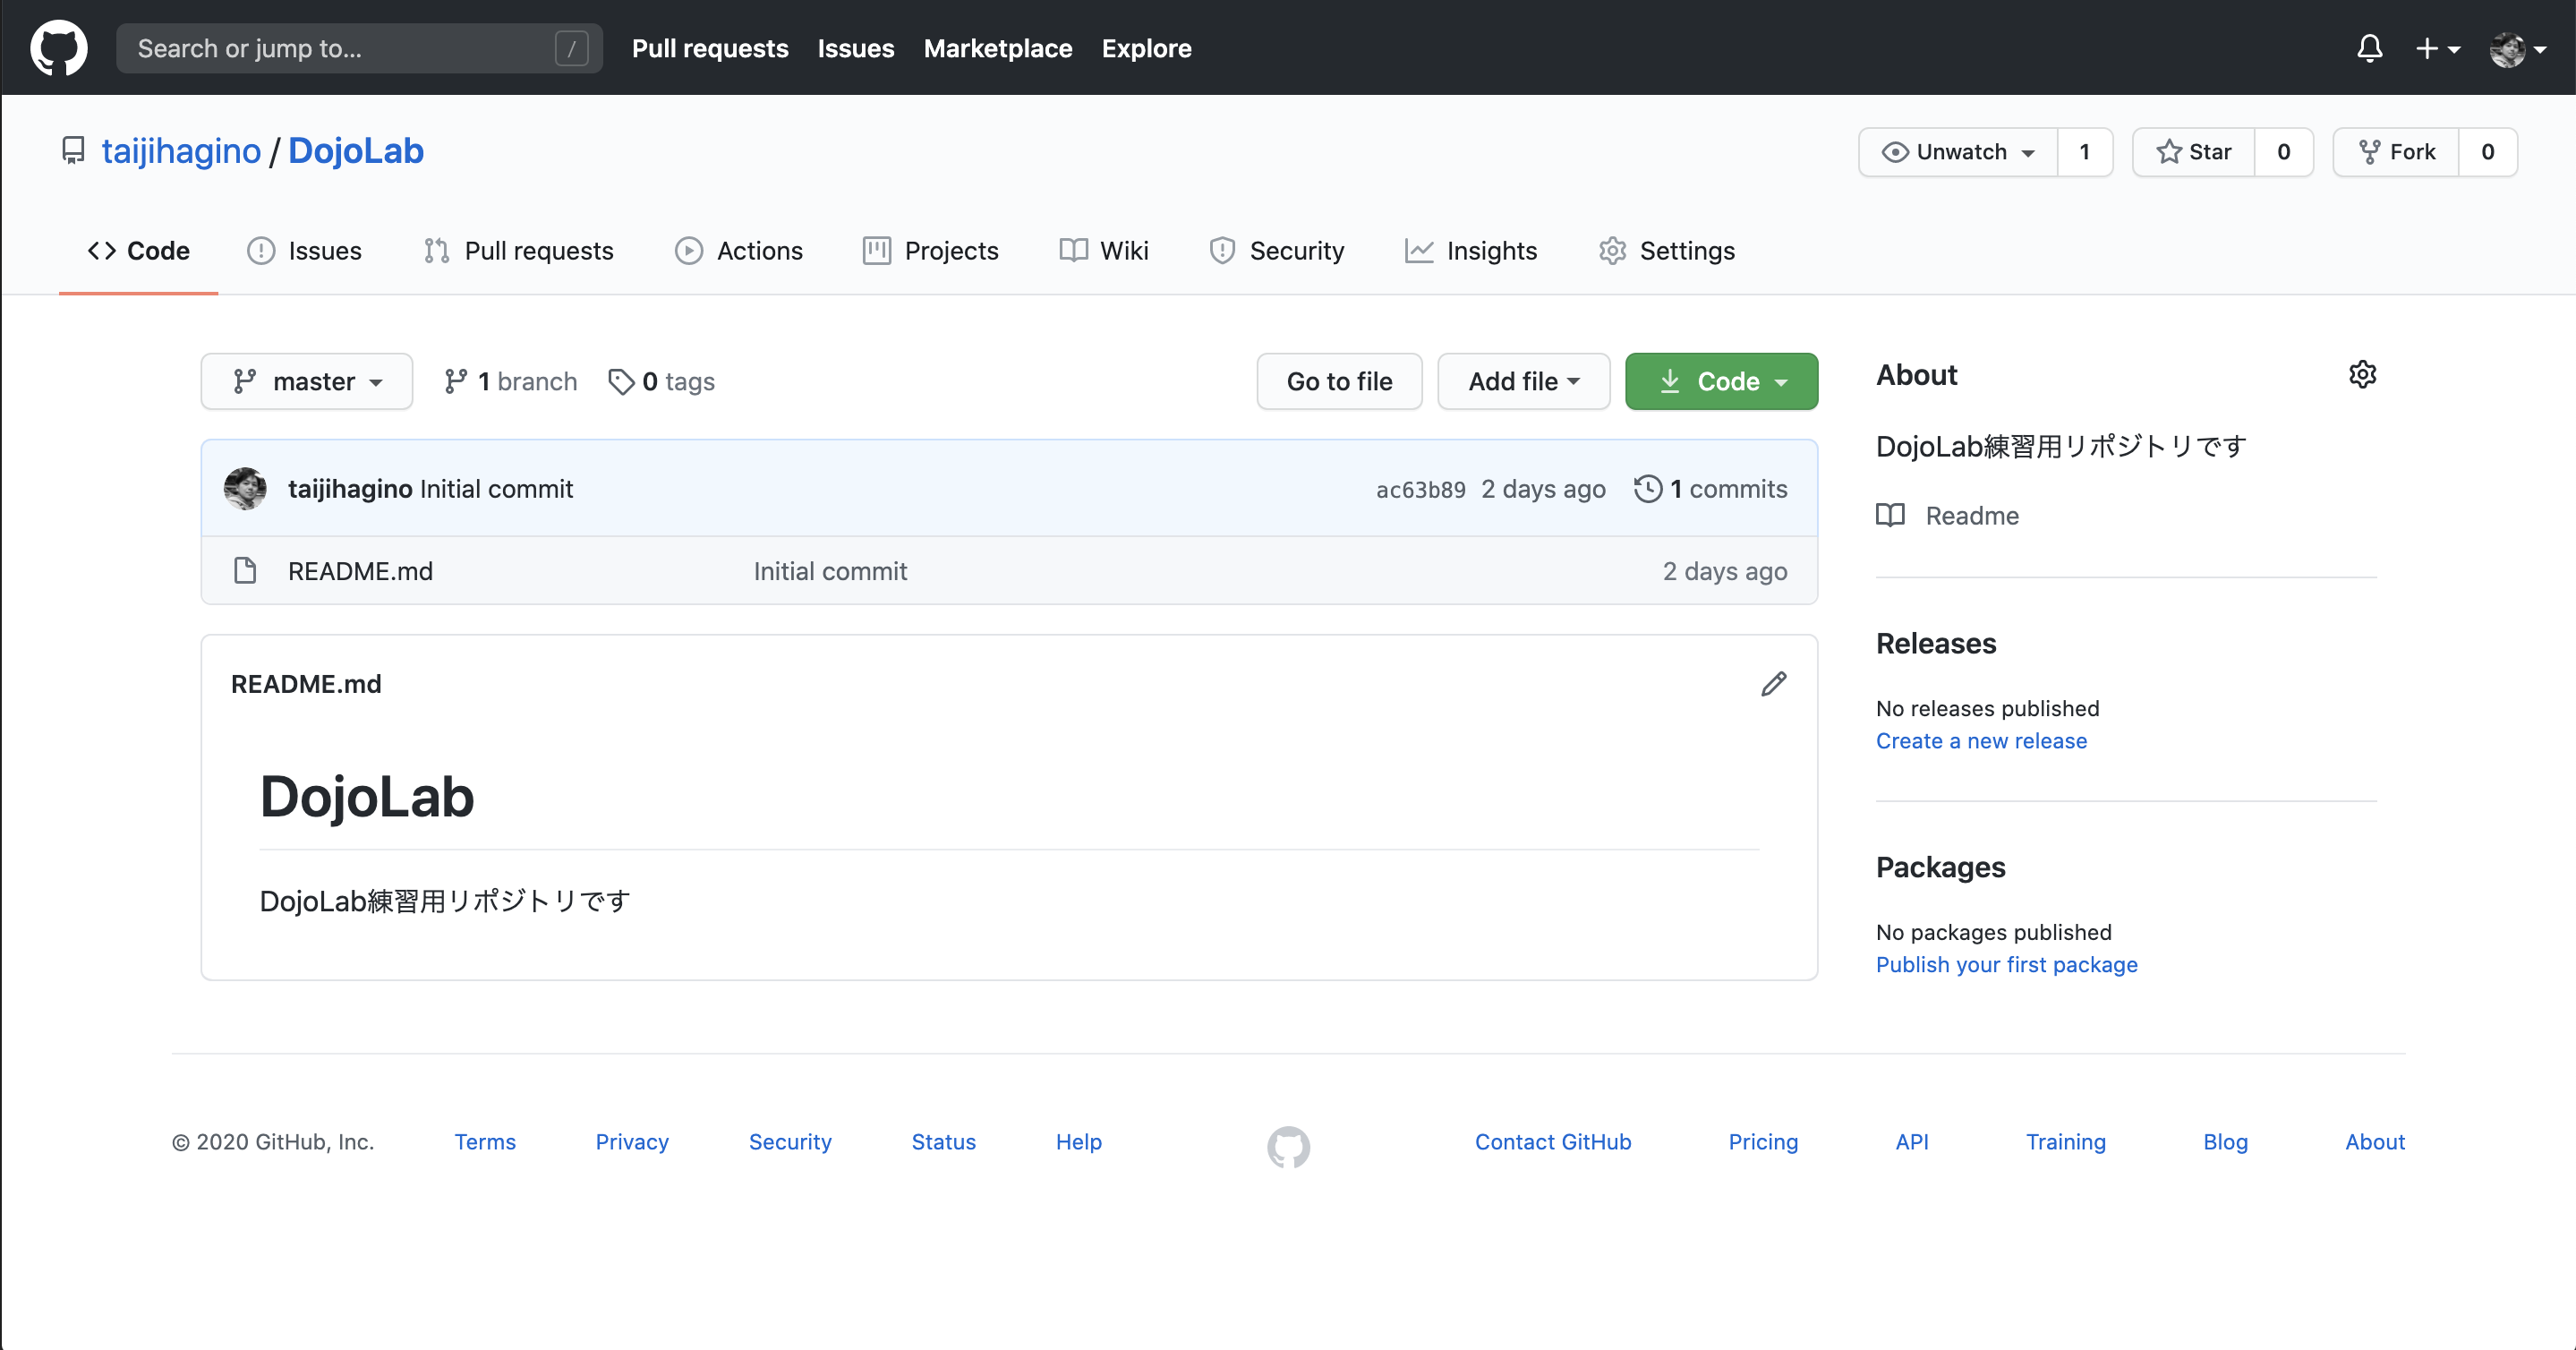 Search or jump to... / Pull requests Issues Marketplace Explore
taijihagino / DojoLab Unwatch 1 Star 0 Fork 0
Code Issues Pull requests Actions Projects Wiki Security Insights Settings
master 1 branch 0 tags Go to file Add file Code
taijihagino Initial commit ac63b89 2 days ago 1 commits
README.md Initial commit 2 days ago
README.md
DojoLab
DojoLab練習用リポジトリです
About
DojoLab練習用リポジトリです
Readme
Releases
No releases published
Create a new release
Packages
No packages published
Publish your first package
© 2020 GitHub, Inc. Terms Privacy Security Status Help Contact GitHub Pricing API Training Blog About